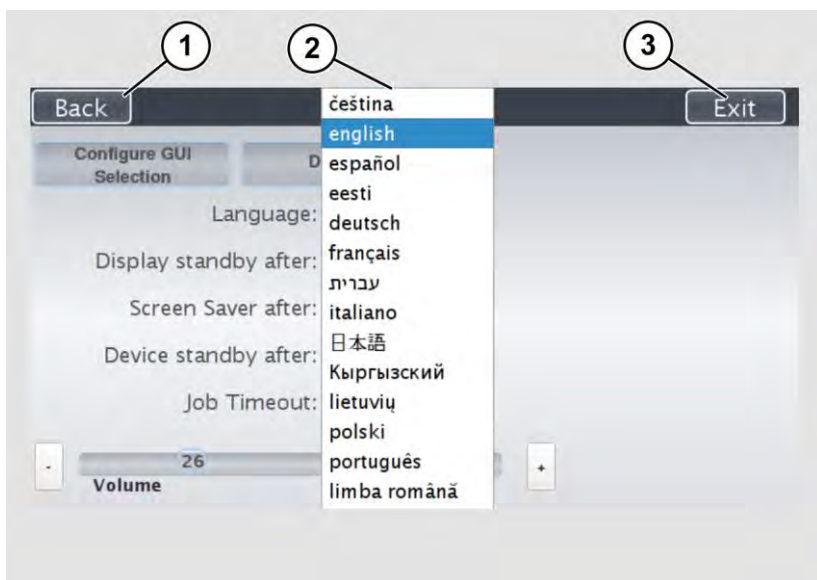 1
2
3
Back
Exit
Configure GUI
Selection
D
Language:
Display standby after:
Screen Saver after:
Device standby after:
Job Timeout:
čeština
english
español
eesti
deutsch
français
עברית
italiano
日本語
Кыргызский
lietuvių
polski
português
limba română
-
26
+
Volume